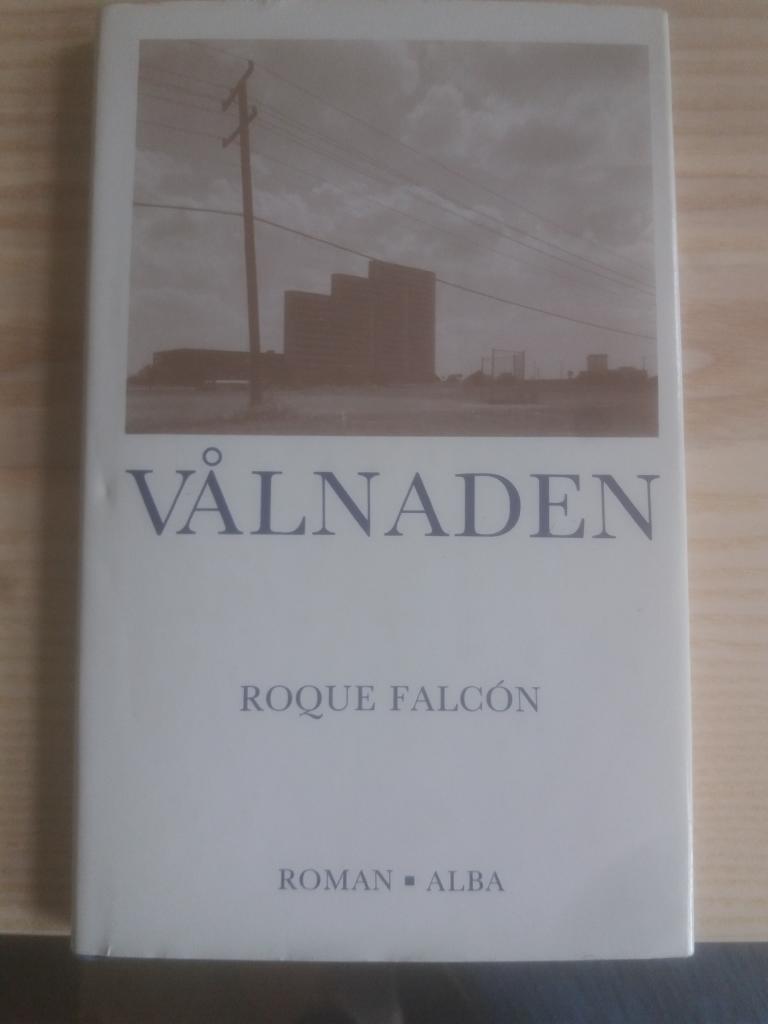 VÅLNADEN
ROQUE FALCÓN
ROMAN ▪ ALBA